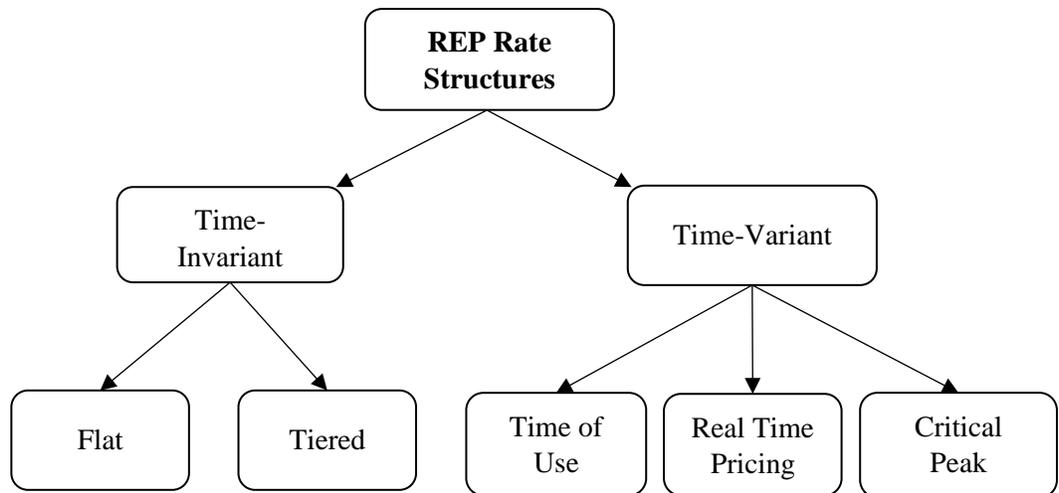 REP Rate
Structures
Time-
Invariant
Time-Variant
Flat
Tiered
Time of
Use
Real Time
Pricing
Critical
Peak